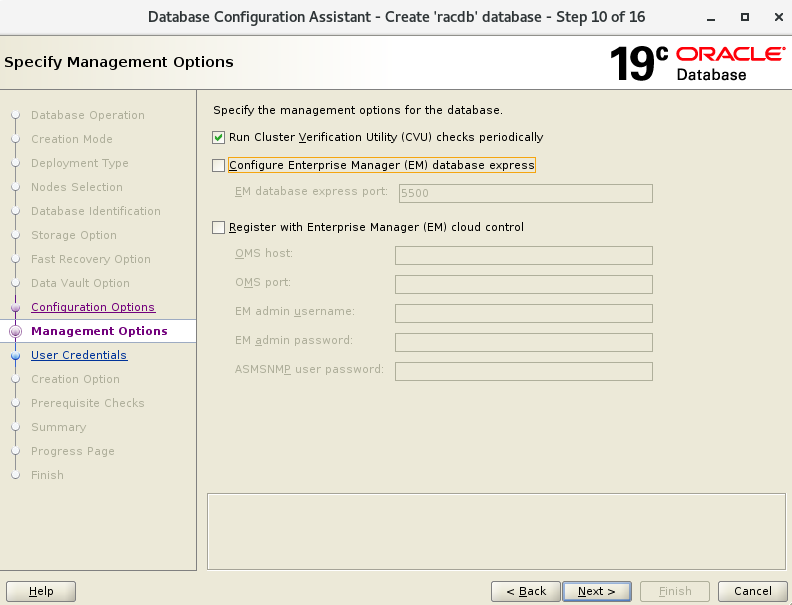 Database Configuration Assistant - Create 'racdb' database - Step 10 of 16
Specify Management Options
19c ORACLE
Database
Database Operation
Creation Mode
Deployment Type
Nodes Selection
Database Identification
Storage Option
Fast Recovery Option
Data Vault Option
Configuration Options
Management Options
User Credentials
Creation Option
Prerequisite Checks
Summary
Progress Page
Finish
Specify the management options for the database.
Run Cluster Verification Utility (CVU) checks periodically
Configure Enterprise Manager (EM) database express
EM database express port: 5500
Register with Enterprise Manager (EM) cloud control
OMS host:
OMS port:
EM admin username:
EM admin password:
ASMSNMP user password:
Help < Back Next > Finish Cancel